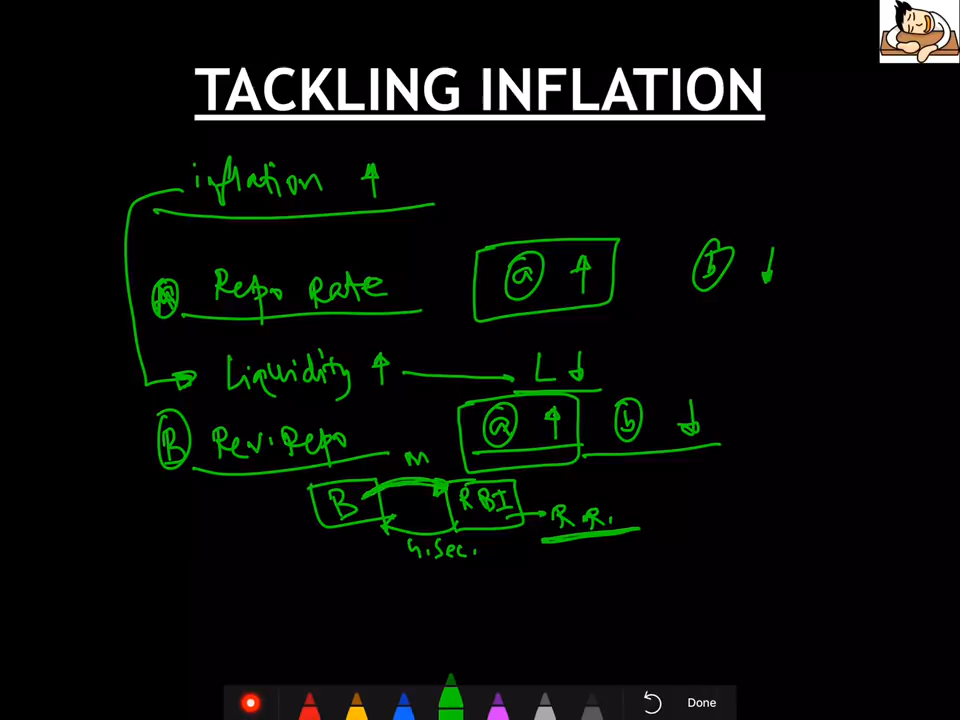 TACKLING INFLATION
inflation ↑
A Repo Rate a ↑ b ↓
Liquidity ↑ → L ↓
B Rev. Repo a ↑ b ↓
M
B RBI → R R.
G.Sec.
Done